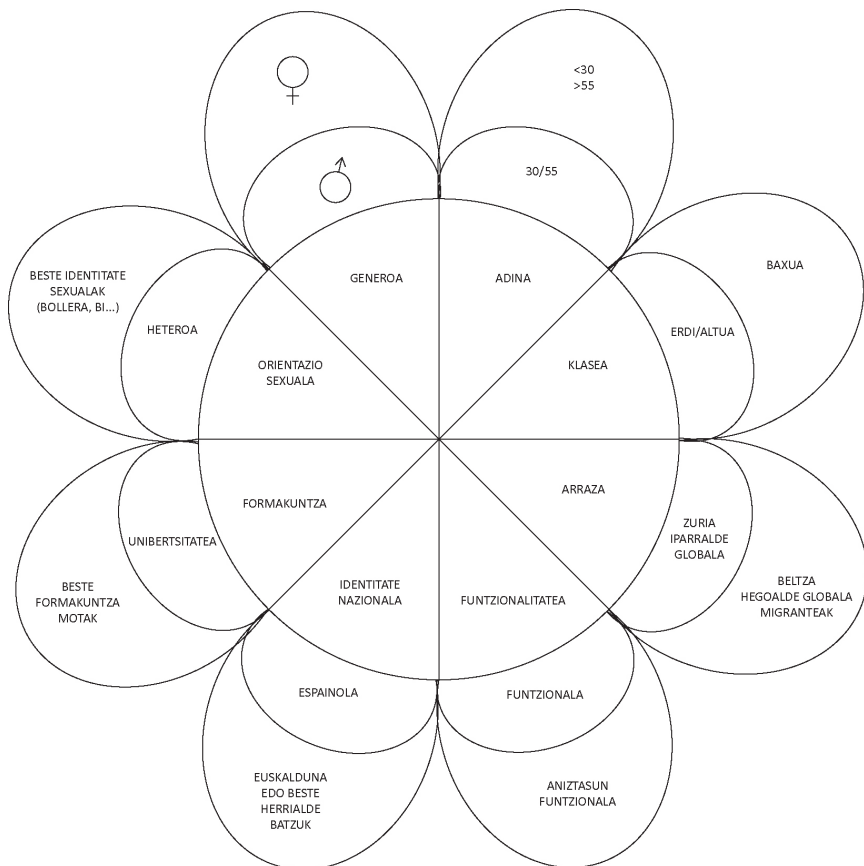 <30
>55
30/55
GENEROA
ADINA
BESTE IDENTITATE
SEXUALAK
(BOLLERA, BI...)
HETEROA
BAXUA
ERDI/ALTUA
ORIENTAZIO
SEXUALA
KLASEA
FORMAKUNTZA
ARRAZA
UNIBERTSITATEA
ZURIA
IPARRALDE
GLOBALA
BESTE
FORMAKUNTZA
MOTAK
IDENTITATE
NAZIONALA
FUNTZIONALITATEA
BELTZA
HEGOALDE GLOBALA
MIGRANTEAK
ESPAINOLA
FUNTZIONALA
EUSKALDUNA
EDO BESTE
HERRIALDE
BATZUK
ANIZTASUN
FUNTZIONALA